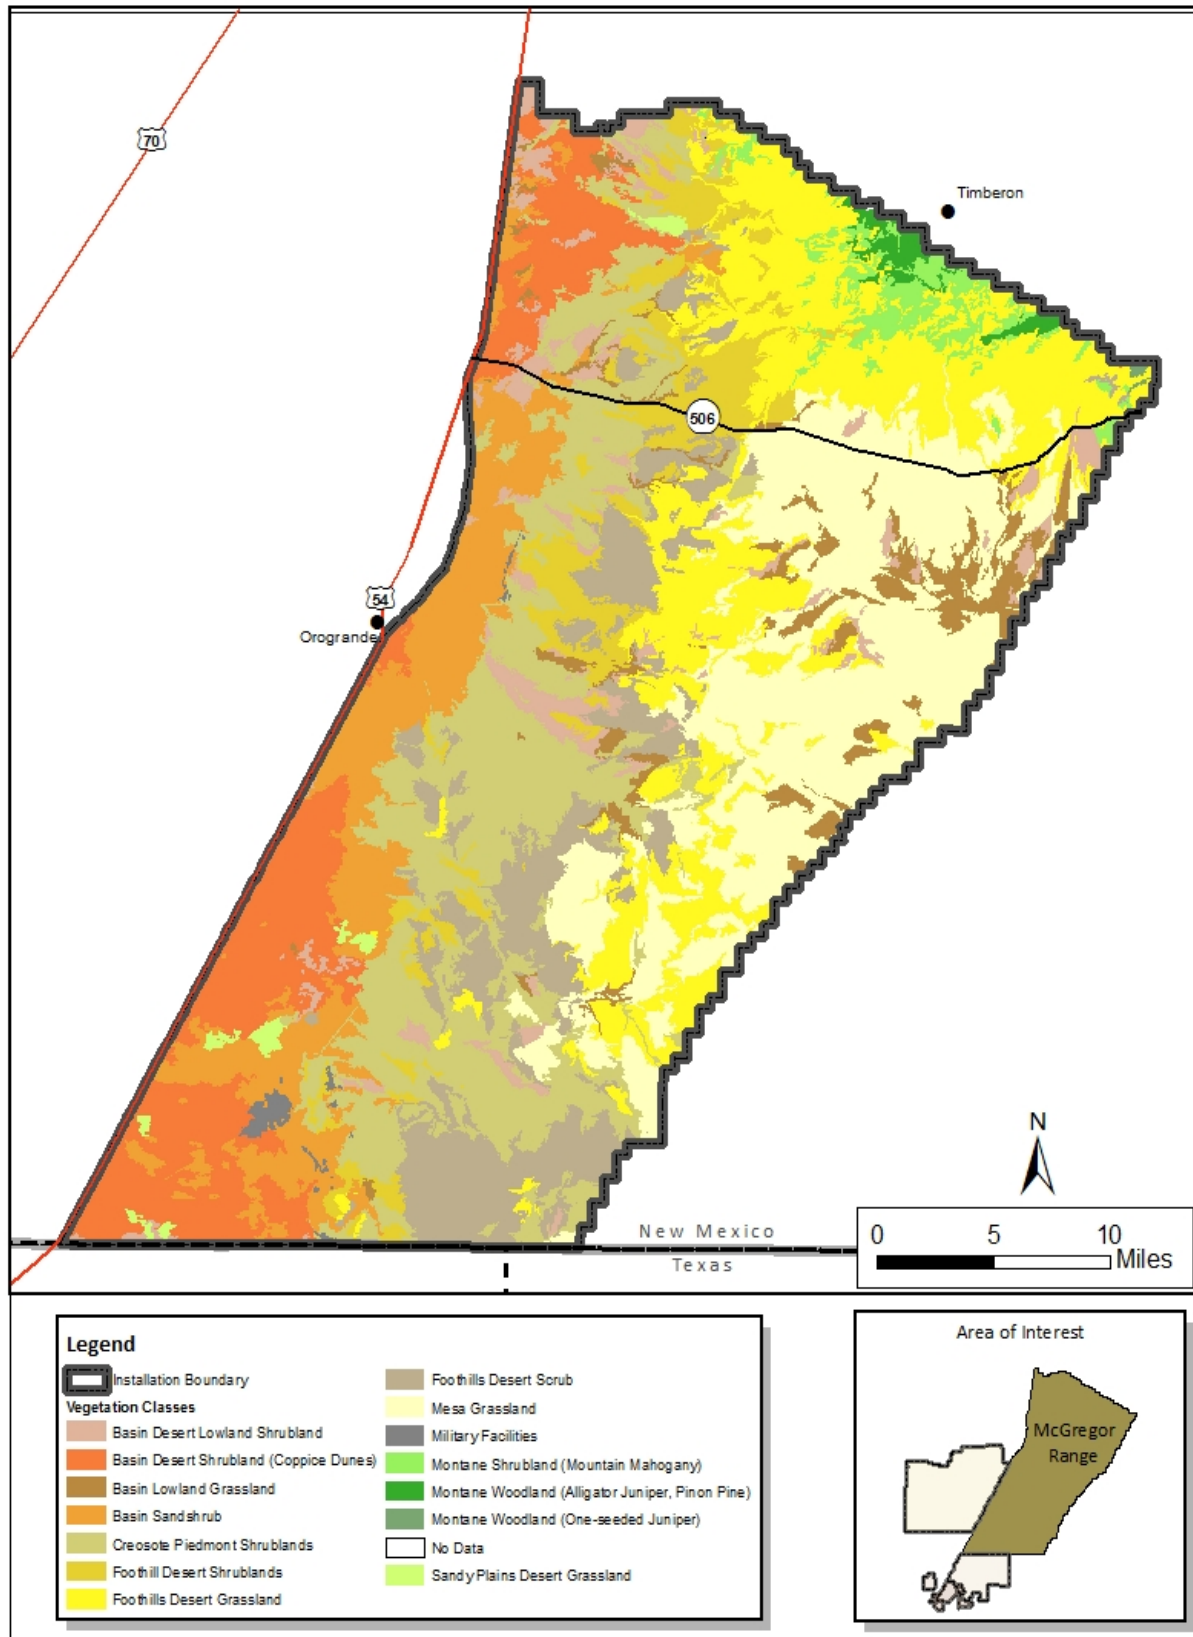 70
Timberon
506
54
Orogrande
N
New Mexico
Texas
0 5 10
Miles
Legend
Installation Boundary
Vegetation Classes
Basin Desert Lowland Shrubland
Basin Desert Shrubland (Coppice Dunes)
Basin Lowland Grassland
Basin Sandshrub
Creosote Piedmont Shrublands
Foothill Desert Shrublands
Foothills Desert Grassland
Foothills Desert Scrub
Mesa Grassland
Military Facilities
Montane Shrubland (Mountain Mahogany)
Montane Woodland (Alligator Juniper, Pinon Pine)
Montane Woodland (One-seeded Juniper)
No Data
Sandy Plains Desert Grassland
Area of Interest
McGregor
Range